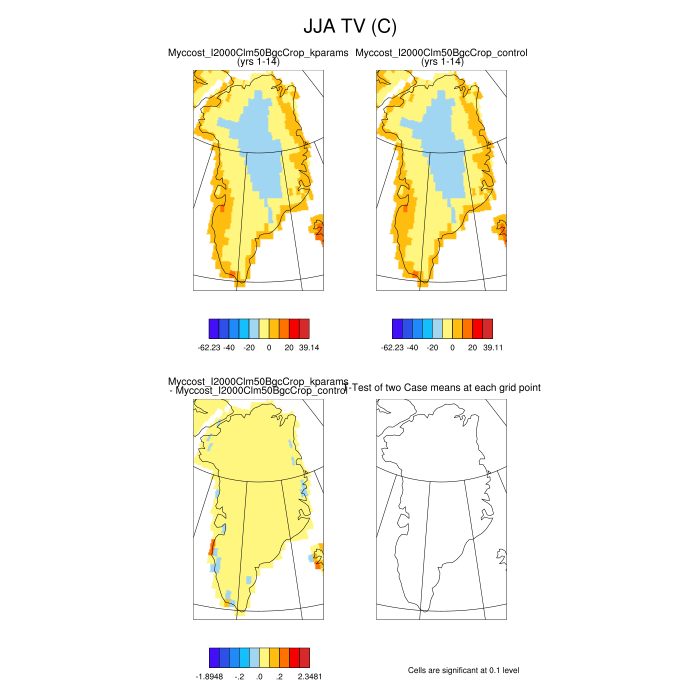 JJA TV (C)
Myccost_I2000Clm50BgcCrop_kparams
(yrs 1-14)
Myccost_I2000Clm50BgcCrop_control
(yrs 1-14)
-62.23 -40 -20 0 20 39.14
-62.23 -40 -20 0 20 39.11
Myccost_I2000Clm50BgcCrop_kparams
- Myccost_I2000Clm50BgcCrop_control
-Test of two Case means at each grid point
-1.8948 -.2 .0 .2 2.3481
Cells are significant at 0.1 level